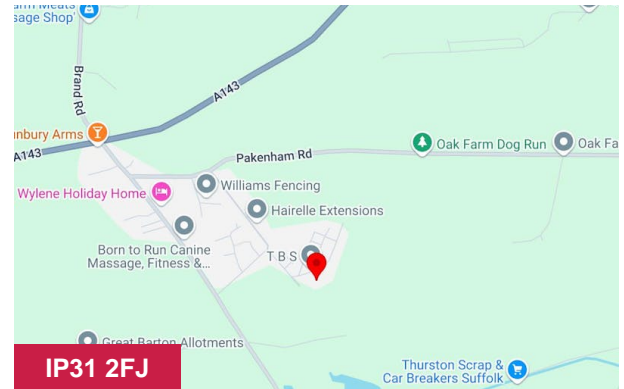 Meats
sage Shop'
Brand Rd
A143
nbury Arms
A143
Pakenham Rd
Oak Farm Dog Run
Oak Fa
Wylene Holiday Home
Williams Fencing
Hairelle Extensions
Born to Run Canine
Massage, Fitness &...
T B S
Great Barton Allotments
IP31 2FJ
Thurston Scrap &
Car Breakers Suffolk